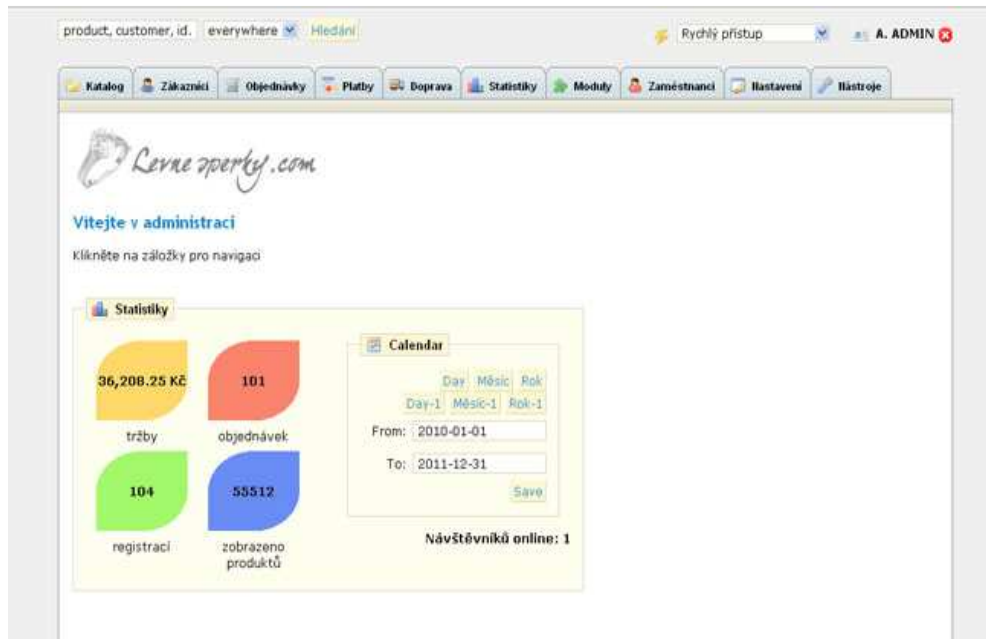 product, customer, id. everywhere Hledání Rychlý přístup A. ADMIN
Katalog Zákazníci Objednávky Platby Doprava Statistiky Moduly Zaměstnanci Nastavení Nástroje
Levnesperky.com
Vítejte v administraci
Klikněte na záložky pro navigaci
Statistiky
Calendar
36,208.25 Kč 101
Day Měsíc Rok
Day-1 Měsíc-1 Rok-1
tržby objednávek
From: 2010-01-01
To: 2011-12-31
104 55512
Save
registrací zobrazeno
produktů
Návštěvníků online: 1